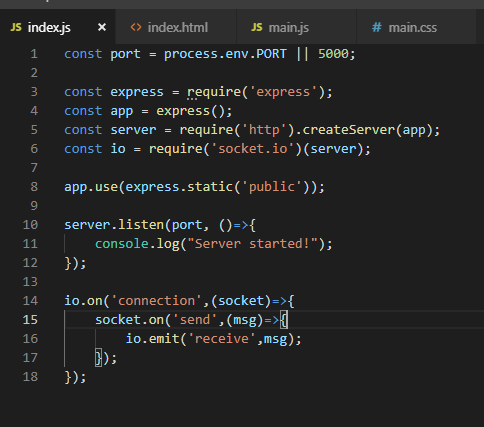 JS index.js × <> index.html JS main.js # main.css
1 const port = process.env.PORT || 5000;
2
3 const express = require('express');
4 const app = express();
5 const server = require('http').createServer(app);
6 const io = require('socket.io')(server);
7
8 app.use(express.static('public'));
9
10 server.listen(port, ()=>{
11     console.log("Server started!");
12 });
13
14 io.on('connection',(socket)=>{
15     socket.on('send',(msg)=>{
16         io.emit('receive',msg);
17     });
18 });